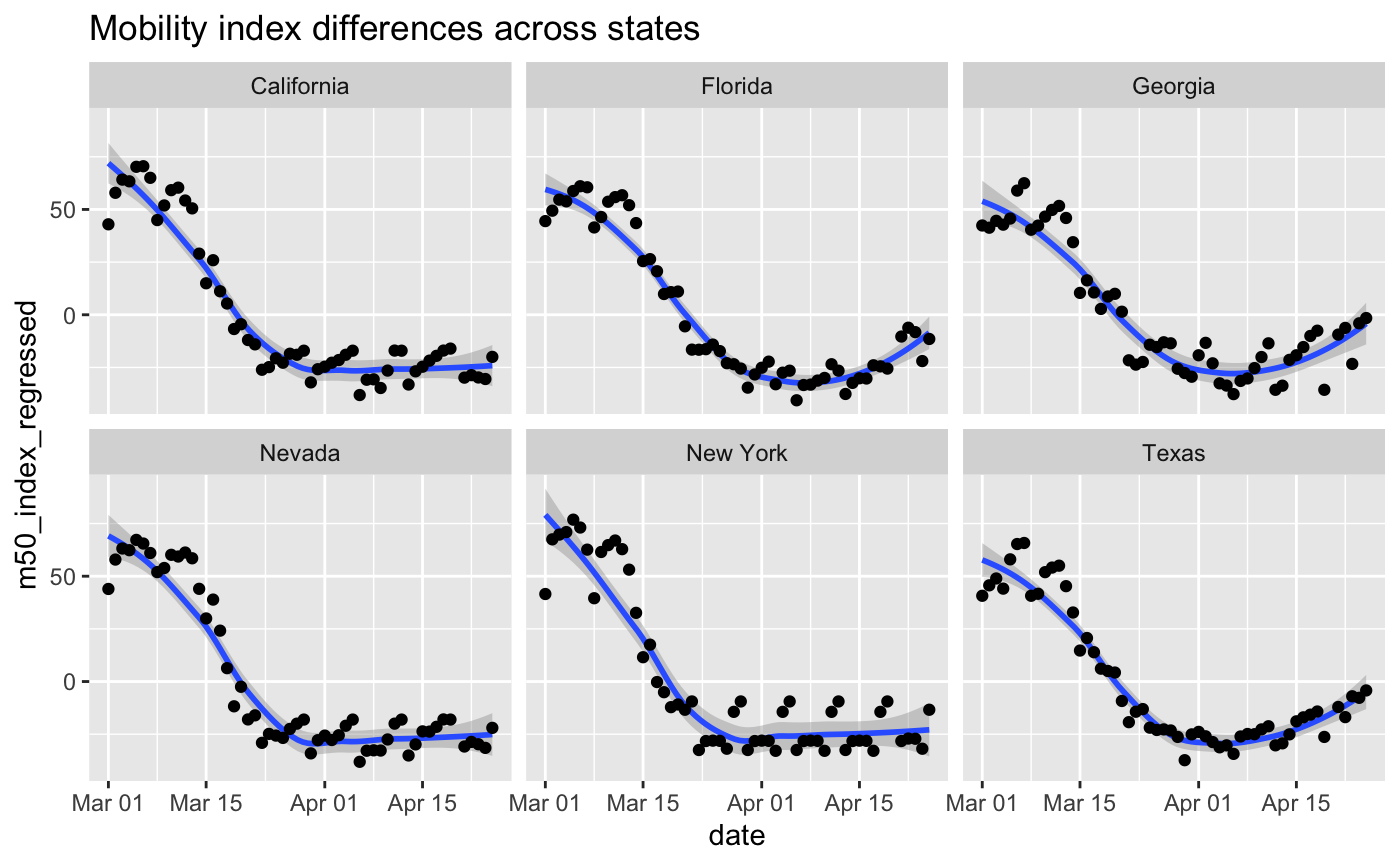 Mobility index differences across states
California Florida Georgia
50
0
Nevada New York Texas
50
0
Mar 01 Mar 15 Apr 01 Apr 15 Mar 01 Mar 15 Apr 01 Apr 15 Mar 01 Mar 15 Apr 01 Apr 15
date
m50_index_regressed